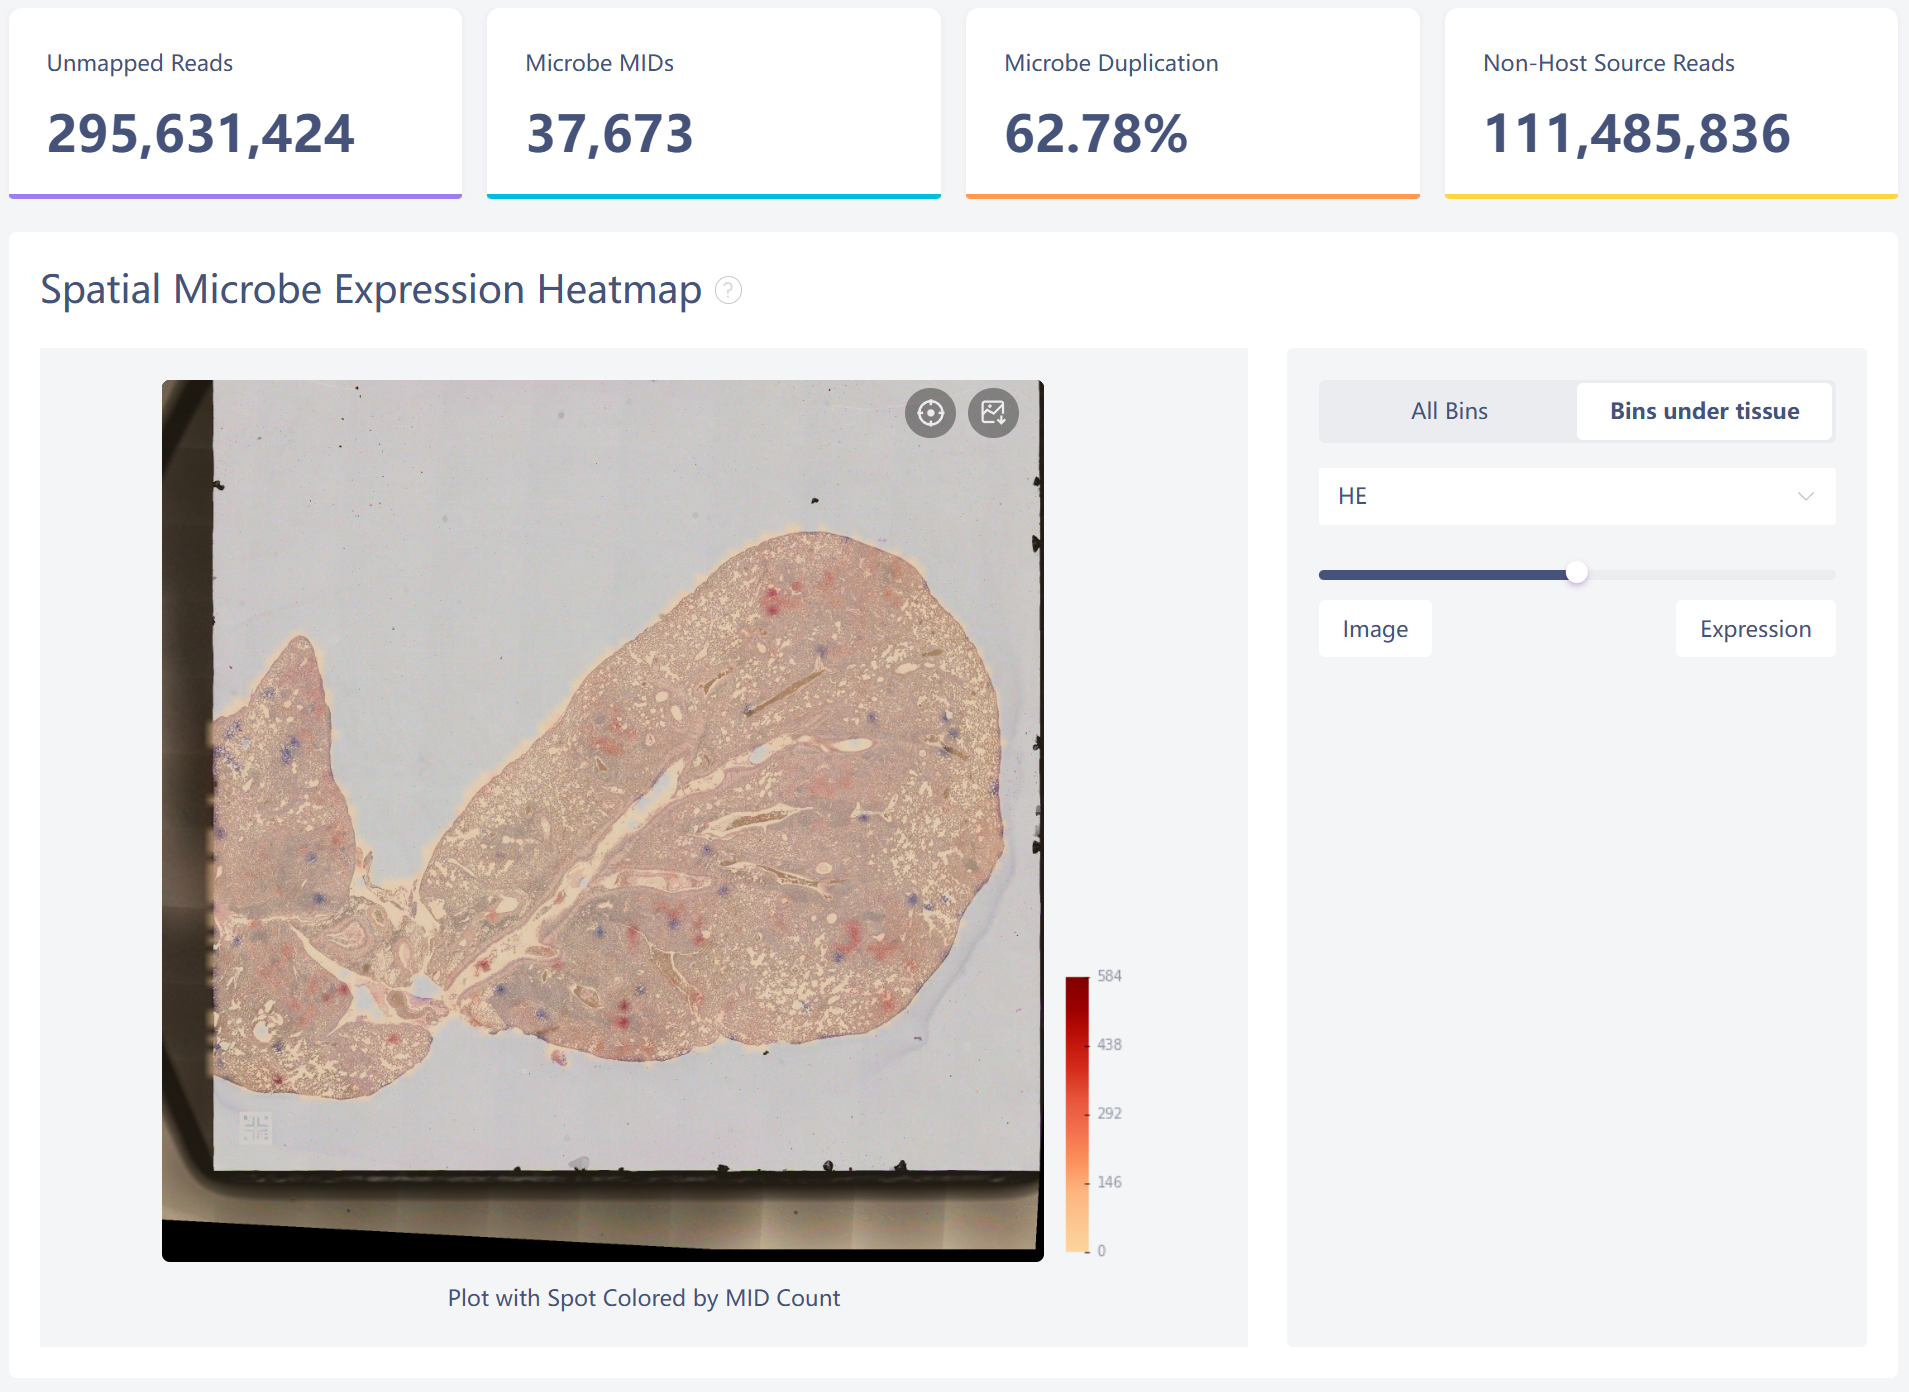 Unmapped Reads
295,631,424
Microbe MIDs
37,673
Microbe Duplication
62.78%
Non-Host Source Reads
111,485,836
Spatial Microbe Expression Heatmap ?
All Bins
Bins under tissue
HE
Image
Expression
584
438
292
146
0
Plot with Spot Colored by MID Count